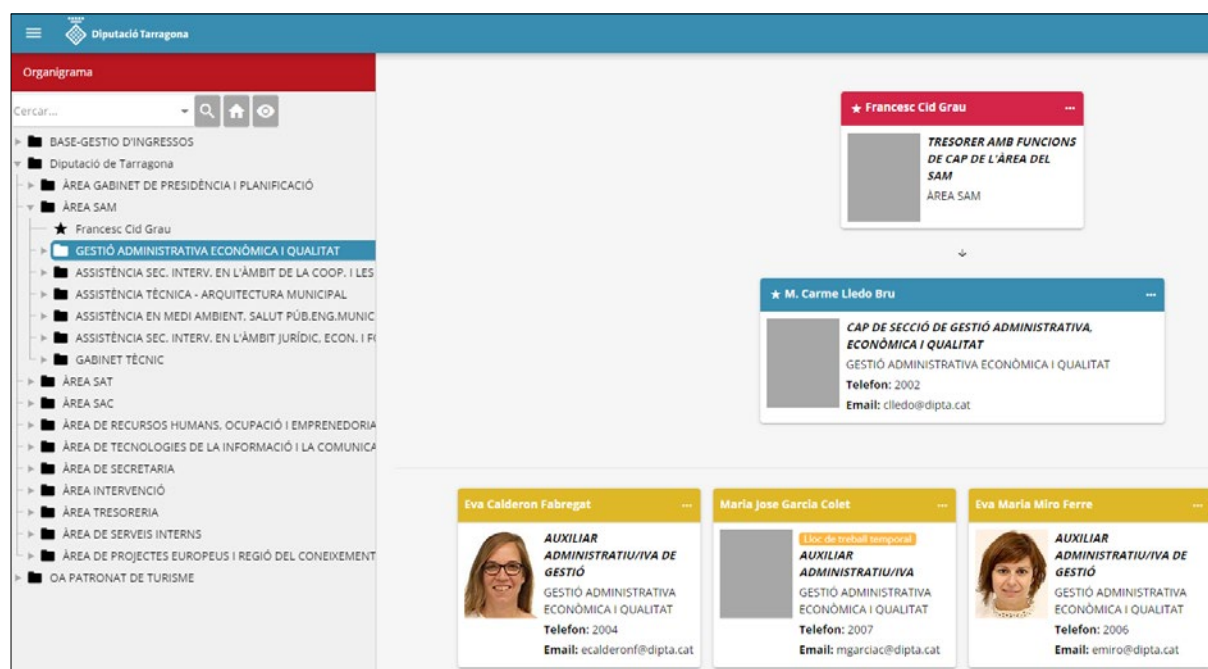 Diputació Tarragona
Organigrama
Cercar...
BASE-GESTIO D'INGRESSOS
Diputació de Tarragona
ÀREA GABINET DE PRESIDÈNCIA I PLANIFICACIÓ
ÀREA SAM
Francesc Cid Grau
GESTIÓ ADMINISTRATIVA ECONÒMICA I QUALITAT
ASSISTÈNCIA SEC. INTERV. EN L'ÀMBIT DE LA COOP. I LES
ASSISTÈNCIA TÈCNICA - ARQUITECTURA MUNICIPAL
ASSISTÈNCIA EN MEDI AMBIENT, SALUT PÚB.ENG.MUNIC
ASSISTÈNCIA SEC. INTERV. EN L'ÀMBIT JURÍDIC, ECON. I FO
GABINET TÈCNIC
ÀREA SAT
ÀREA SAC
ÀREA DE RECURSOS HUMANS, OCUPACIÓ I EMPRENEDORIA
ÀREA DE TECNOLOGIES DE LA INFORMACIÓ I LA COMUNICA
ÀREA DE SECRETARIA
ÀREA INTERVENCIÓ
ÀREA TRESORERIA
ÀREA DE SERVEIS INTERNS
ÀREA DE PROJECTES EUROPEUS I REGIÓ DEL CONEIXEMENT
OA PATRONAT DE TURISME
Francesc Cid Grau
TRESORER AMB FUNCIONS
DE CAP DE L'ÀREA DEL
SAM
ÀREA SAM
M. Carme Lledo Bru
CAP DE SECCIÓ DE GESTIÓ ADMINISTRATIVA,
ECONÒMICA I QUALITAT
GESTIÓ ADMINISTRATIVA ECONÒMICA I QUALITAT
Telefon: 2002
Email: clledo@dipta.cat
Eva Calderon Fabregat
AUXILIAR
ADMINISTRATIU/IVA DE
GESTIÓ
GESTIÓ ADMINISTRATIVA
ECONÒMICA I QUALITAT
Telefon: 2004
Email: ecalderonf@dipta.cat
Maria Jose Garcia Colet
Lloc de treball temporal
AUXILIAR
ADMINISTRATIU/IVA
GESTIÓ ADMINISTRATIVA
ECONÒMICA I QUALITAT
Telefon: 2007
Email: mgarciac@dipta.cat
Eva Maria Miro Ferre
AUXILIAR
ADMINISTRATIU/IVA DE
GESTIÓ
GESTIÓ ADMINISTRATIVA
ECONÒMICA I QUALITAT
Telefon: 2006
Email: emiro@dipta.cat